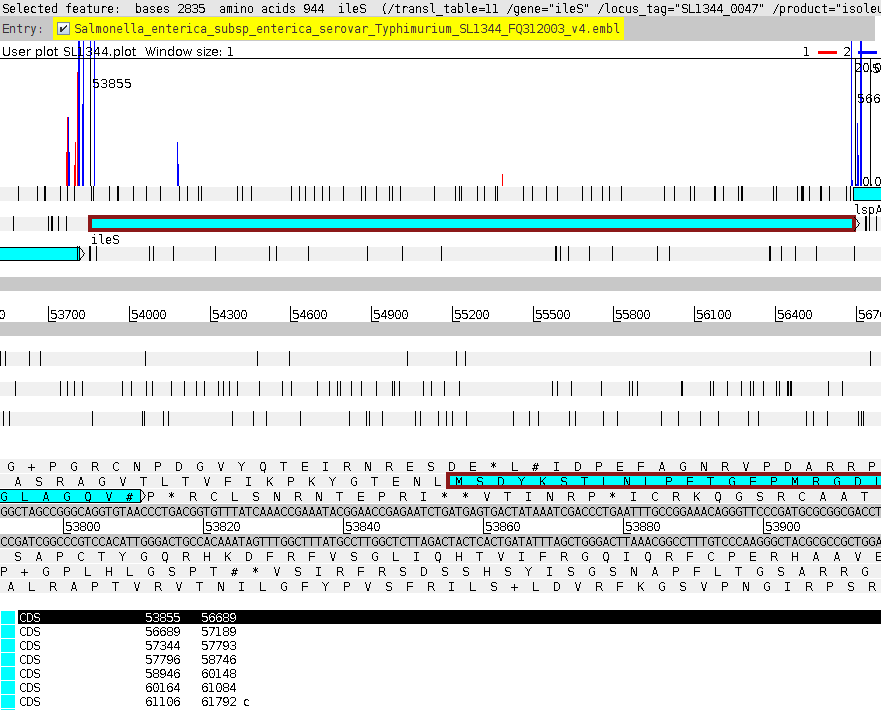 Selected feature: bases 2835 amino acids 944 ileS (/transl_table=11 /gene="ileS" /locus_tag="SL1344_0047" /product="isoleu
Entry: Salmonella_enterica_subsp_enterica_serovar_Typhimurium_SL1344_FQ312003_v4.embl
User plot SL1344.plot Window size: 1 1 2
53855
566
0.0
lspA
ileS
53700 54000 54300 54600 54900 55200 55500 55800 56100 56400 567
G + P G R C N P D G V Y Q T E I R N R E S D E * L # I D P E F A G N R V P D A R R P
A S R A G V T L T V F I K P K Y G T E N L M S D Y K S T L N L P E T G F P M R G D L
G L A G Q V # P * R C L S N R N T E P R I * * V T I N R P * I C R K Q G S R C A A T
GGCTAGCCGGGCAGGTGTAACCCTGACGGTGTTTATCAAACCGAAATACGGAACCGAGAATCTGATGAGTGACTATAAATCGACCCTGAATTTGCCGGAAACAGGGTTCCCGATGCGCGGCGACCT
53800 53820 53840 53860 53880 53900
CCGATCGGCCCGTCCACATTGGGACTGCCACAAATAGTTTGGCTTTATGCCTTGGCTCTTAGACTACTCACTGATATTTAGCTGGGACTTAAACGGCCTTTGTCCCAAGGGCTACGCGCCGCTGGA
S A P C T Y G Q R H K D F R F V S G L I Q H T V I F R G Q I Q R F C P E R H A A V E
P + G P L H L G S P T # * V S I R F R S D S S H S Y I S G S N A P F L T G S A R R G
A L R A P T V R V T N I L G F Y P V S F R I L S + L D V R F K G S V P N G I R P S R
CDS 53855 56689
CDS 56689 57189
CDS 57344 57793
CDS 57796 58746
CDS 58946 60148
CDS 60164 61084
CDS 61106 61792 c